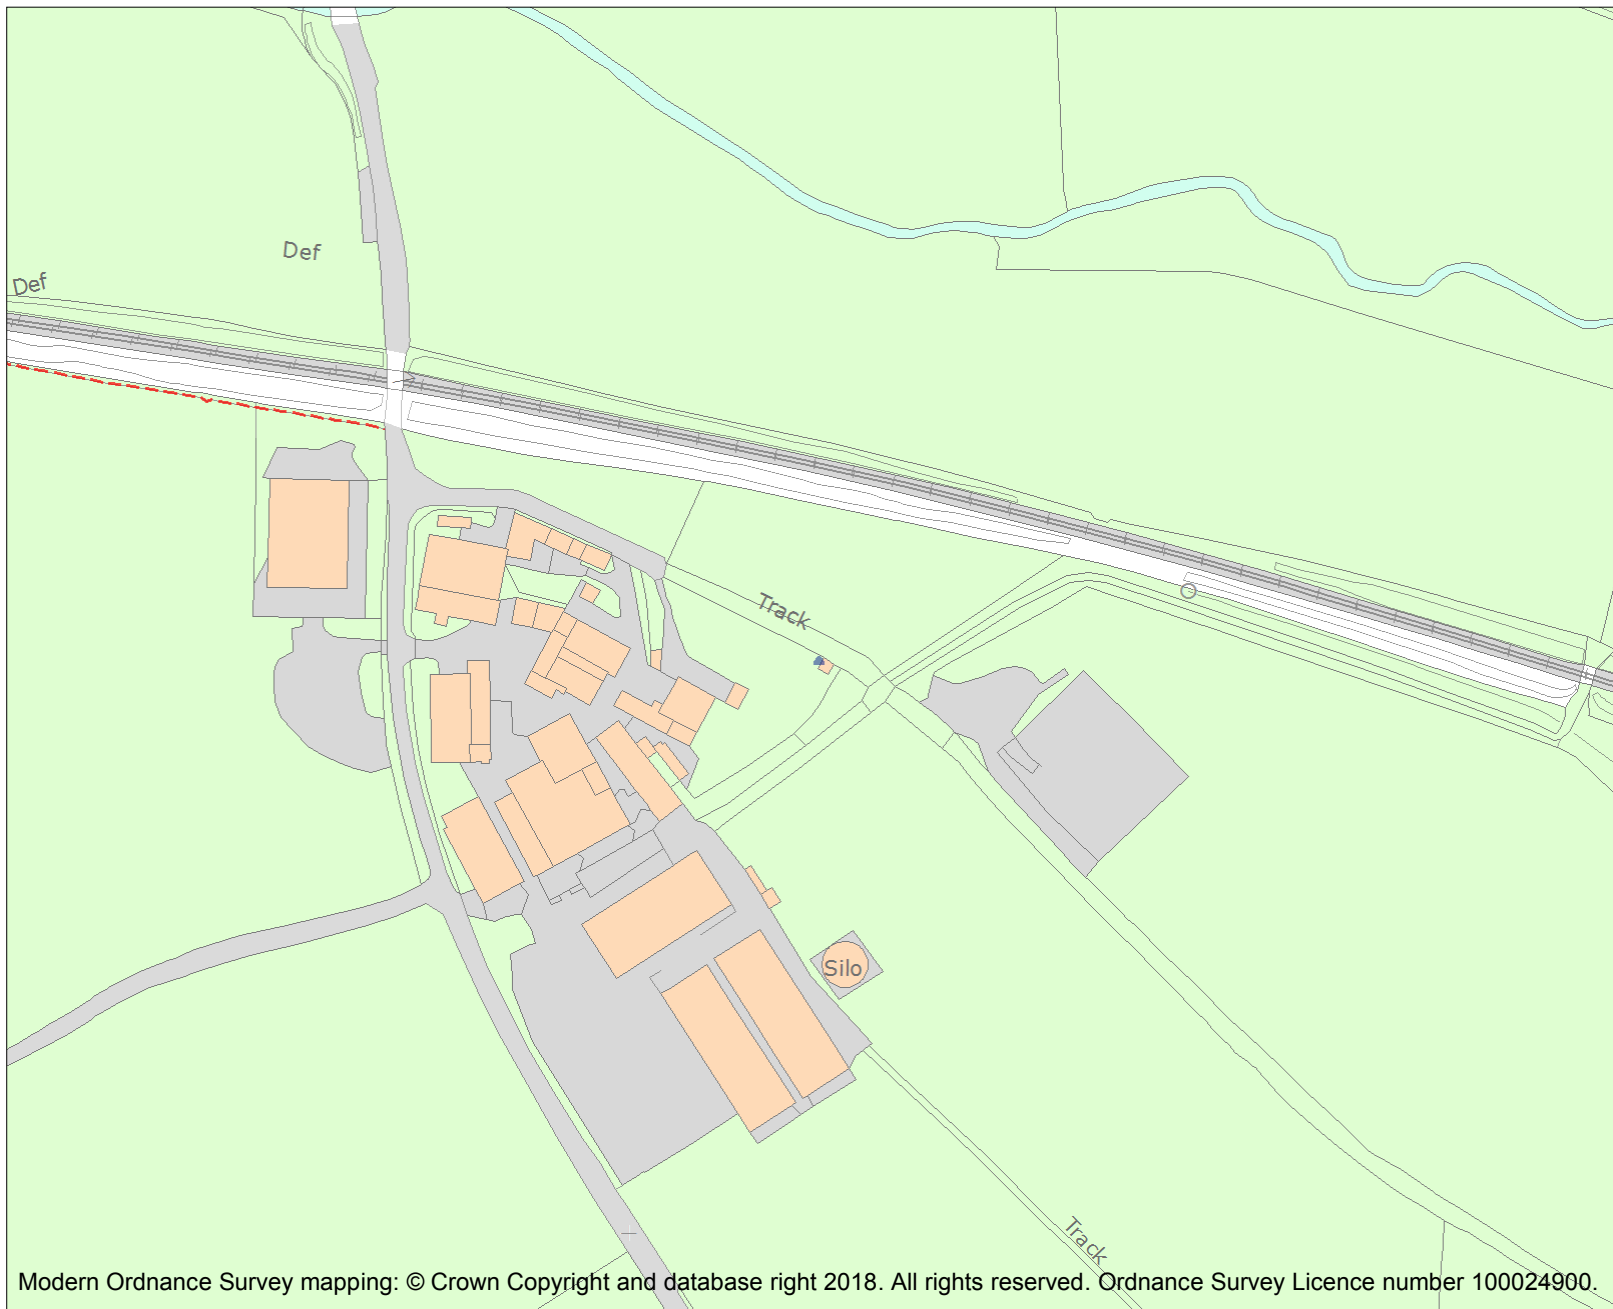 Def
Def
Track
Silo
Track
Modern Ordnance Survey mapping: © Crown Copyright and database right 2018. All rights reserved. Ordnance Survey Licence number 100024900.